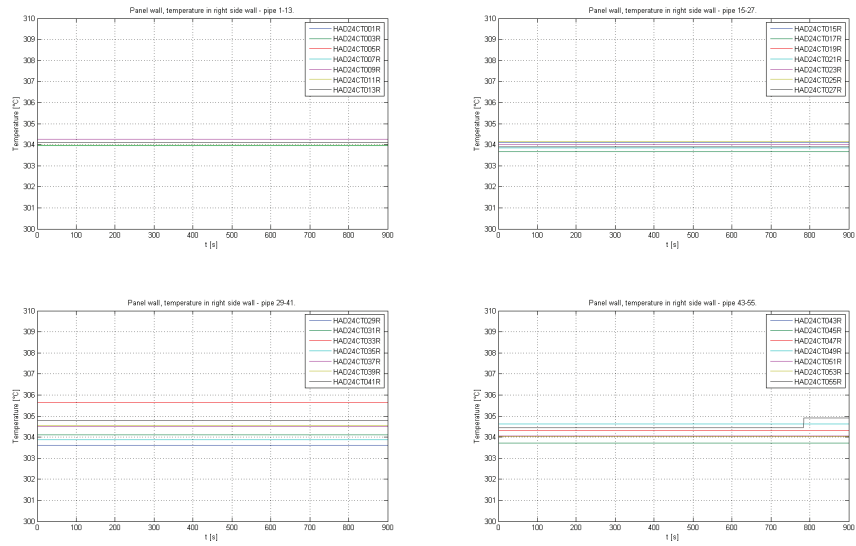 Panel wall, temperature in right side wall - pipe 1-13.
Temperature [°C]
310
309
308
307
306
305
304
303
302
301
300
HAD24CT001R
HAD24CT003R
HAD24CT005R
HAD24CT007R
HAD24CT009R
HAD24CT011R
HAD24CT013R
0 100 200 300 400 500 600 700 800 900
t [s]
Panel wall, temperature in right side wall - pipe 15-27.
Temperature [°C]
310
309
308
307
306
305
304
303
302
301
300
HAD24CT015R
HAD24CT017R
HAD24CT019R
HAD24CT021R
HAD24CT023R
HAD24CT025R
HAD24CT027R
0 100 200 300 400 500 600 700 800 900
t [s]
Panel wall, temperature in right side wall - pipe 29-41.
Temperature [°C]
310
309
308
307
306
305
304
303
302
301
300
HAD24CT029R
HAD24CT031R
HAD24CT033R
HAD24CT035R
HAD24CT037R
HAD24CT039R
HAD24CT041R
0 100 200 300 400 500 600 700 800 900
t [s]
Panel wall, temperature in right side wall - pipe 43-55.
Temperature [°C]
310
309
308
307
306
305
304
303
302
301
300
HAD24CT043R
HAD24CT045R
HAD24CT047R
HAD24CT049R
HAD24CT051R
HAD24CT053R
HAD24CT055R
0 100 200 300 400 500 600 700 800 900
t [s]